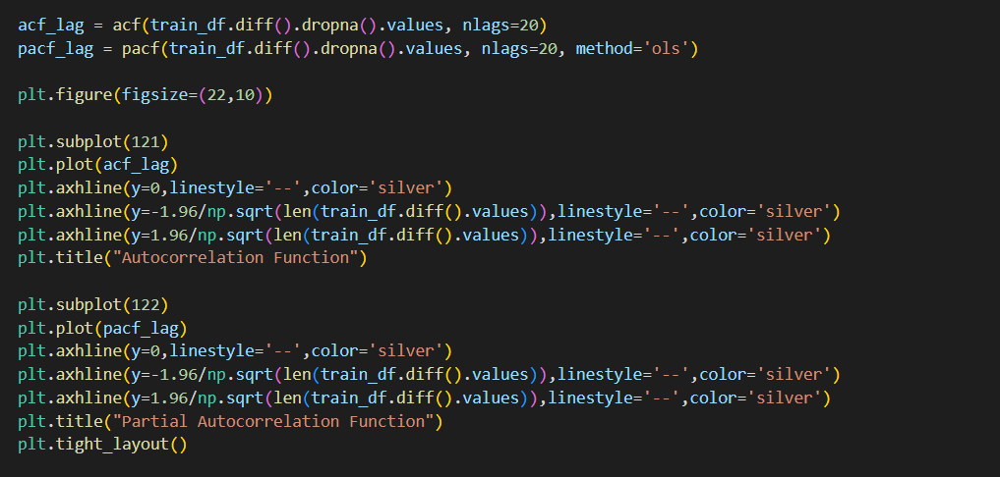 acf_lag = acf(train_df.diff().dropna().values, nlags=20)
pacf_lag = pacf(train_df.diff().dropna().values, nlags=20, method='ols')
plt.figure(figsize=(22,10))
plt.subplot(121)
plt.plot(acf_lag)
plt.axhline(y=0,linestyle='--',color='silver')
plt.axhline(y=-1.96/np.sqrt(len(train_df.diff().values)),linestyle='--',color='silver')
plt.axhline(y=1.96/np.sqrt(len(train_df.diff().values)),linestyle='--',color='silver')
plt.title("Autocorrelation Function")
plt.subplot(122)
plt.plot(pacf_lag)
plt.axhline(y=0,linestyle='--',color='silver')
plt.axhline(y=-1.96/np.sqrt(len(train_df.diff().values)),linestyle='--',color='silver')
plt.axhline(y=1.96/np.sqrt(len(train_df.diff().values)),linestyle='--',color='silver')
plt.title("Partial Autocorrelation Function")
plt.tight_layout()